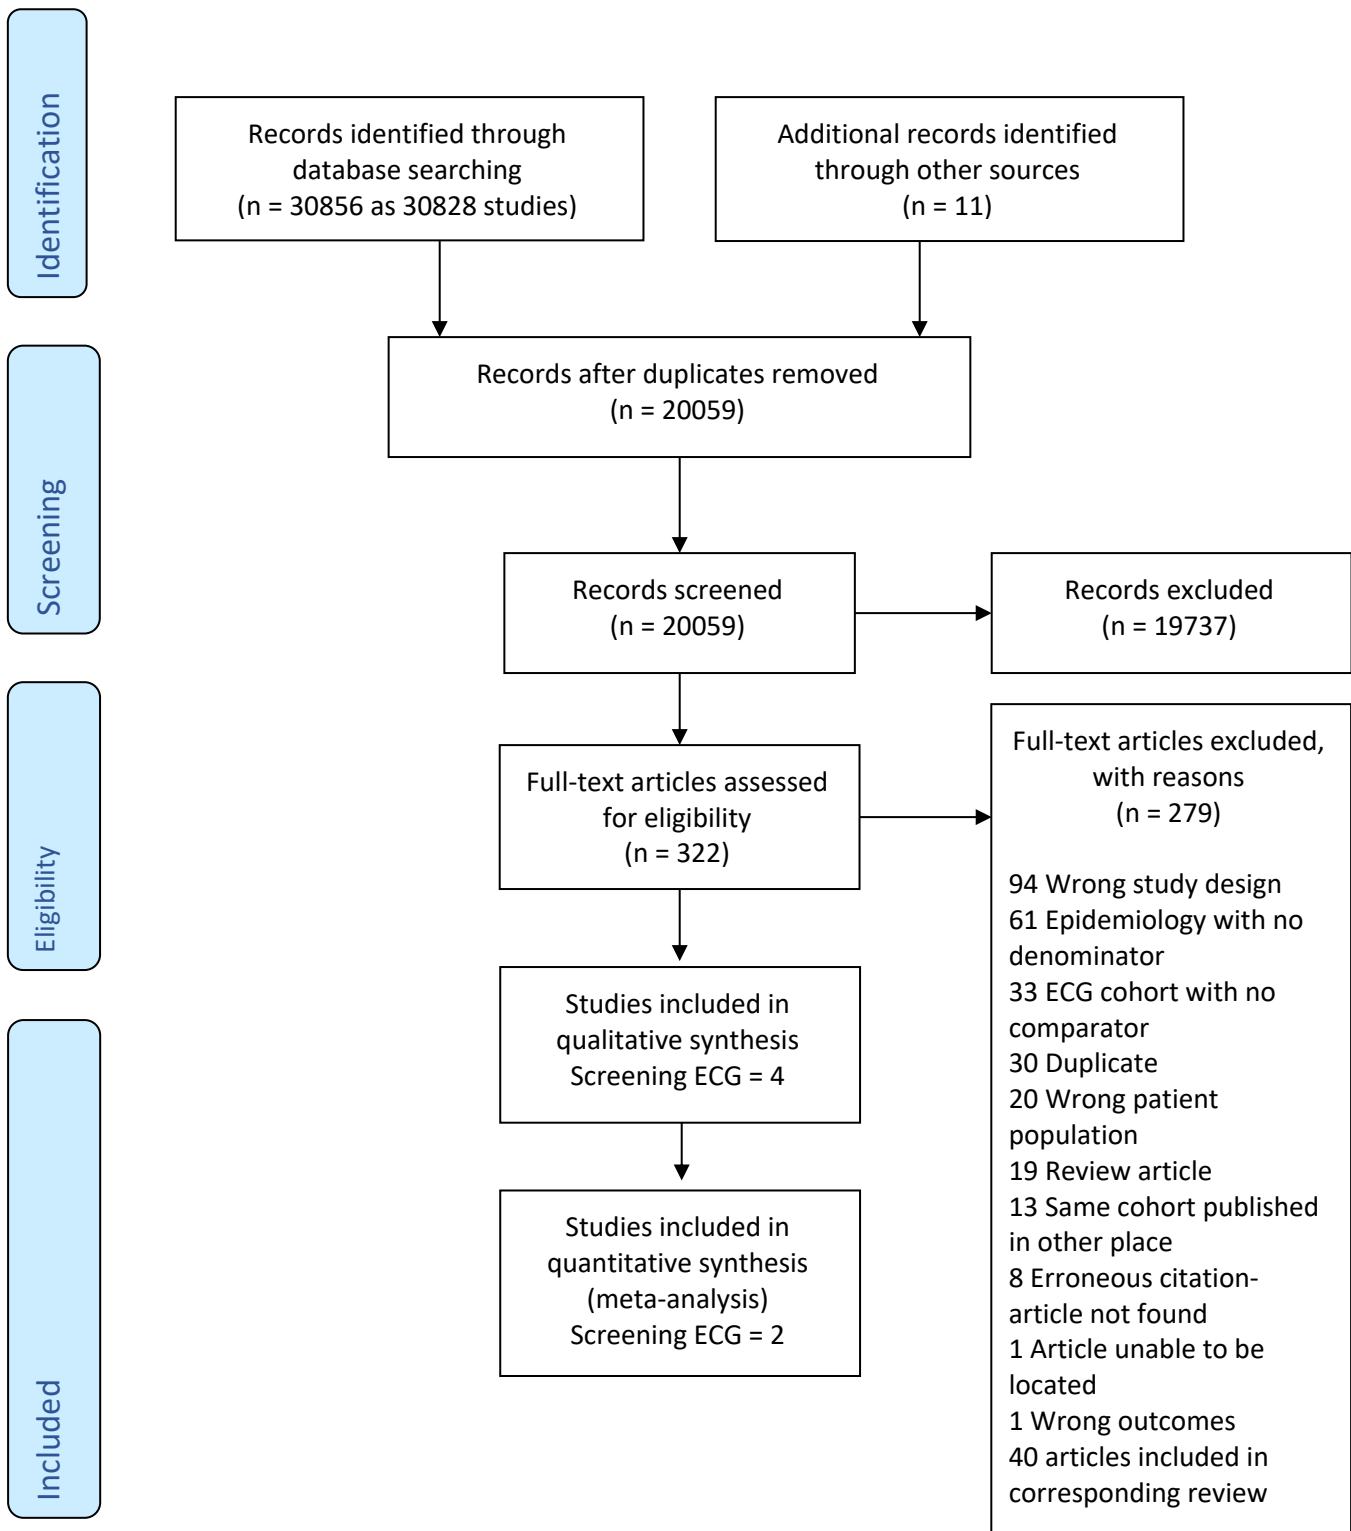 Identification
Records identified through
database searching
(n = 30856 as 30828 studies)
Additional records identified
through other sources
(n = 11)
Records after duplicates removed
(n = 20059)
Screening
Records screened
(n = 20059)
Records excluded
(n = 19737)
Eligibility
Full-text articles assessed
for eligibility
(n = 322)
Full-text articles excluded,
with reasons
(n = 279)
94 Wrong study design
61 Epidemiology with no
denominator
33 ECG cohort with no
comparator
30 Duplicate
20 Wrong patient
population
19 Review article
13 Same cohort published
in other place
8 Erroneous citation-
article not found
1 Article unable to be
located
1 Wrong outcomes
40 articles included in
corresponding review
Included
Studies included in
qualitative synthesis
Screening ECG = 4
Studies included in
quantitative synthesis
(meta-analysis)
Screening ECG = 2